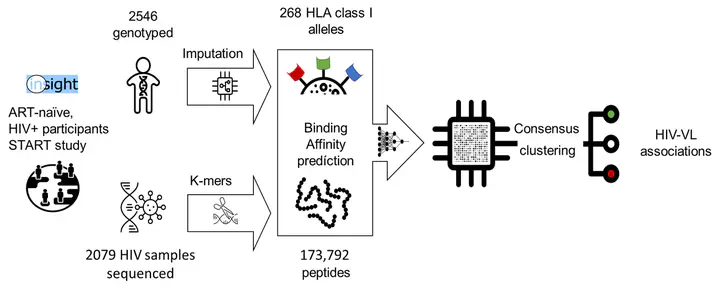 insight
ART-naïve,
HIV+ participants
START study
2546
genotyped
2079 HIV samples
sequenced
Imputation
K-mers
268 HLA class I
alleles
Binding
Affinity
prediction
173,792
peptides
Consensus
clustering
HIV-VL
associations